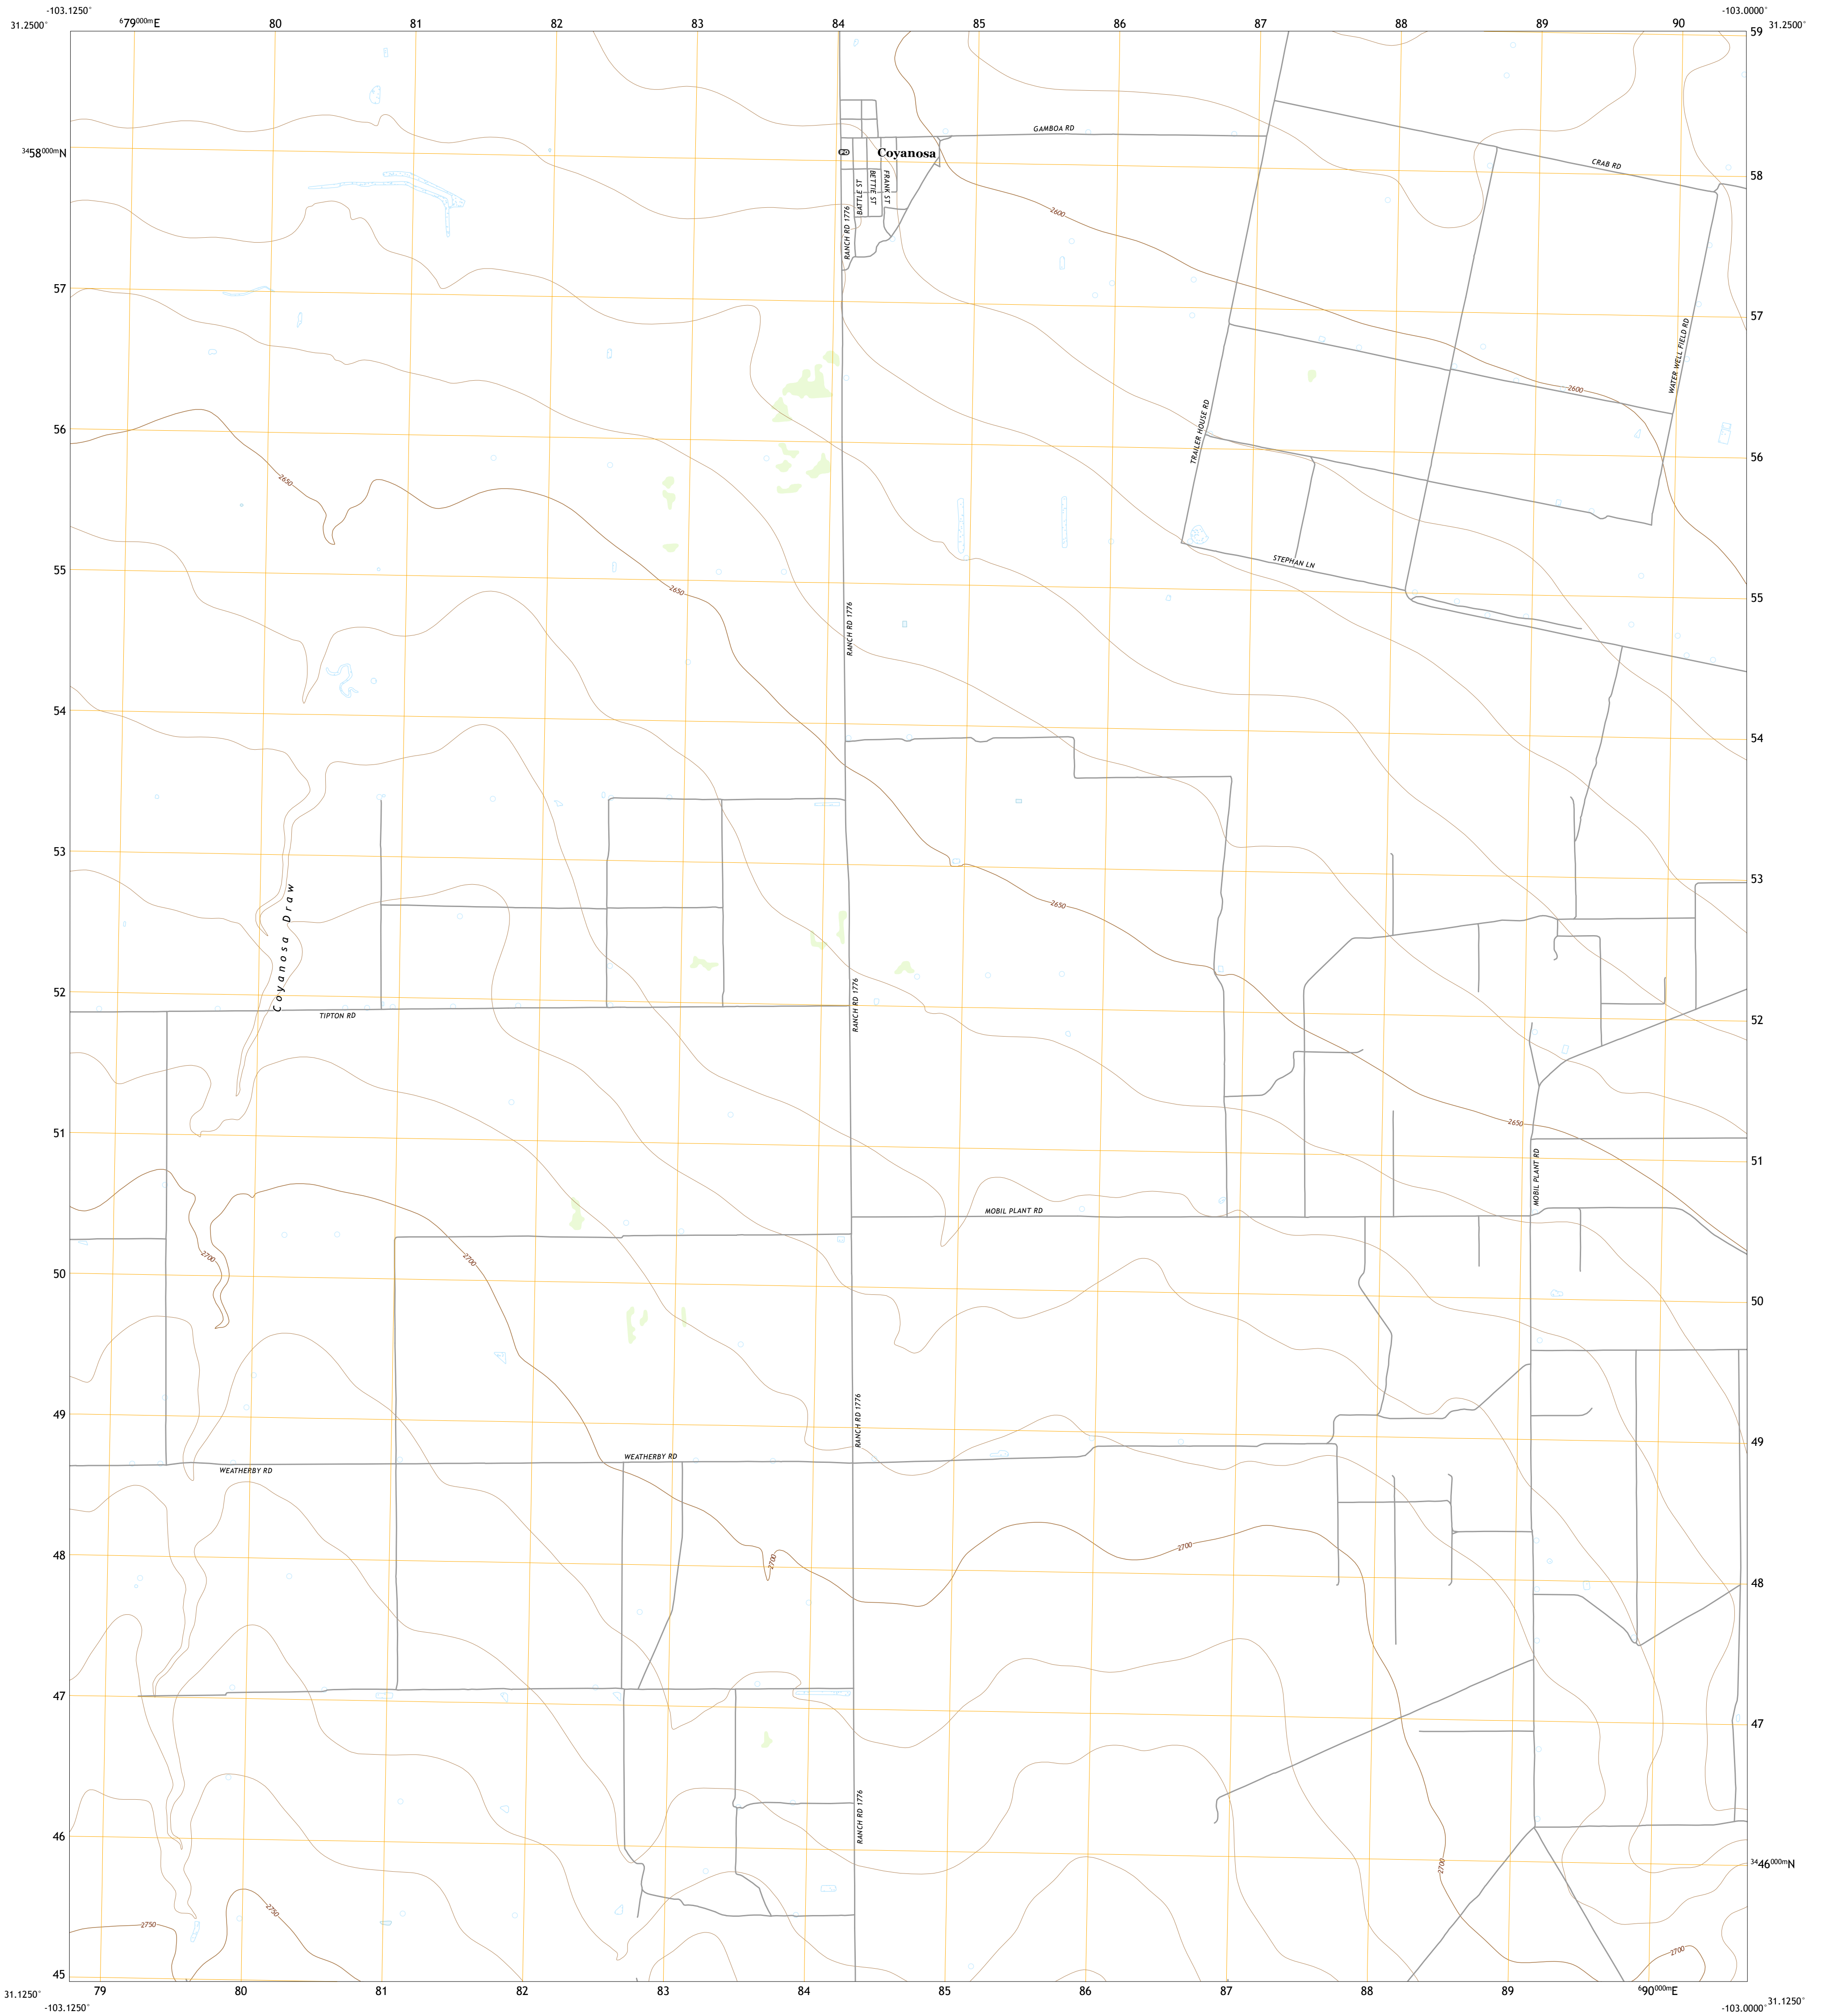 -103.1250°
-103.0000°
31.2500°
679000mE
80
81
82
83
84
85
86
87
88
89
90
59
31.2500°
GAMBOA RD
3458000mN
PO
Coyanosa
CRAB RD
58
BATTLE ST
BETTIE ST
FRANK ST
RANCH RD 1776
2600
57
57
WATER WELL FIELD RD
2600
TRAILER HOUSE RD
56
56
2650
STEPHAN LN
55
2650
55
RANCH RD 1776
54
54
53
53
2650
Coyanosa Draw
52
RANCH RD 1776
TIPTON RD
52
2650
51
51
MOBIL PLANT RD
MOBIL PLANT RD
2700
2700
50
50
49
RANCH RD 1776
49
WEATHERBY RD
WEATHERBY RD
2700
2700
48
48
47
47
RANCH RD 1776
46
2700
3446000mN
2750
2750
2700
45
79
80
81
82
83
84
85
86
87
88
89
690000mE
31.1250°
31.1250°
-103.1250°
-103.0000°